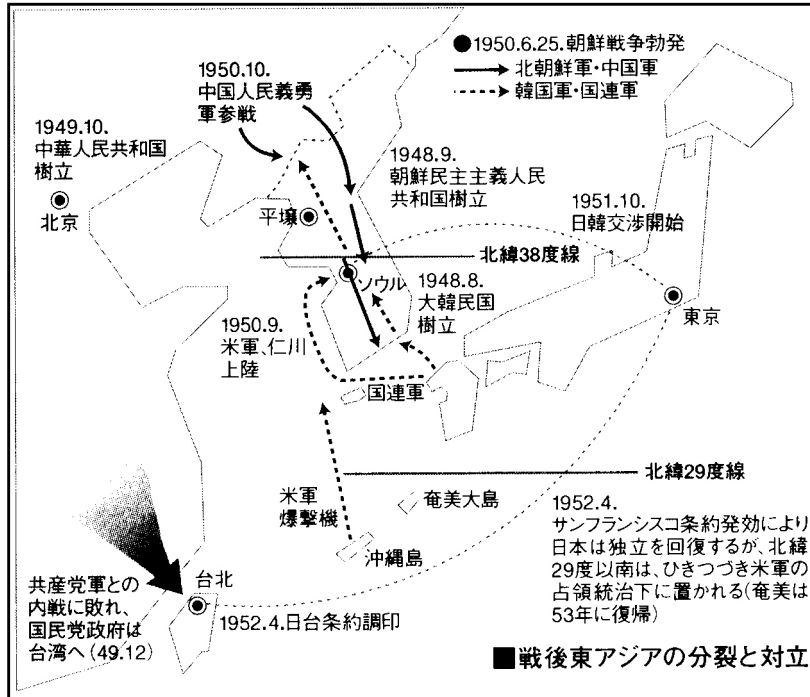 ●1950.6.25.朝鮮戦争勃発
北朝鮮軍・中国軍
韓国軍・国連軍
1950.10.
中国人民義勇
軍参戦
1949.10.
中華人民共和国
樹立
北京
1948.9.
朝鮮民主主義人民
共和国樹立
平壌
1951.10.
日韓交渉開始
北緯38度線
ソウル
1948.8.
大韓民国
樹立
東京
1950.9.
米軍、仁川
上陸
国連軍
北緯29度線
米軍
爆撃機
奄美大島
沖縄島
1952.4.
サンフランシスコ条約発効により
日本は独立を回復するが、北緯
29度以南は、ひきつづき米軍の
占領統治下に置かれる(奄美は
53年に復帰)
共産党軍との
内戦に敗れ、
国民党政府は
台湾へ(49.12)
台北
1952.4.日台条約調印
■戦後東アジアの分裂と対立